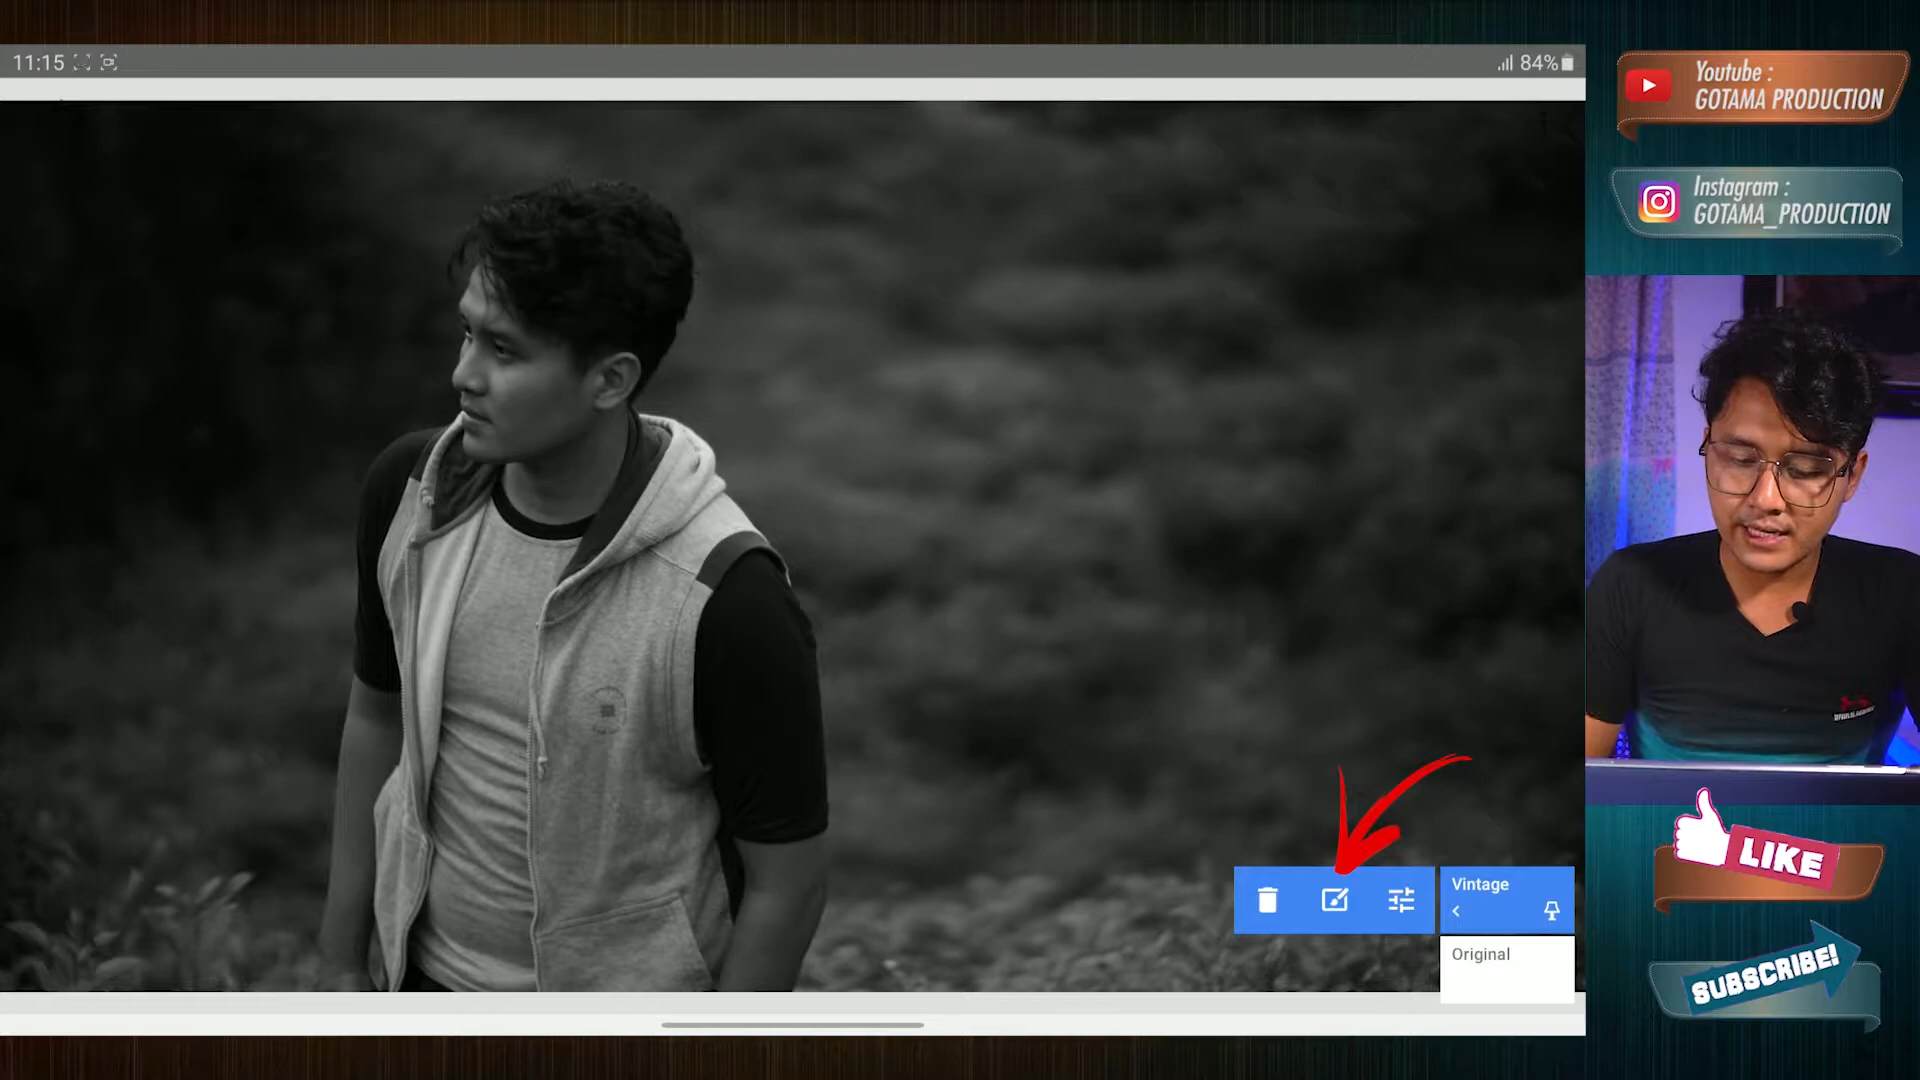 11:15
84%
Youtube :
GOTAMA PRODUCTION
Instagram :
GOTAMA_PRODUCTION
Vintage
Original
LIKE
SUBSCRIBE!